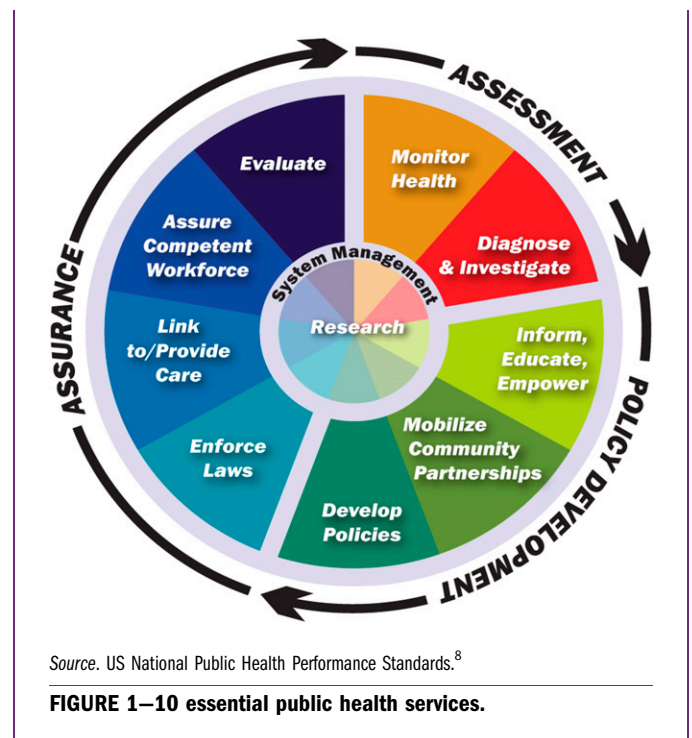 ASSESSMENT
Evaluate
Monitor
Health
Assure
Competent
Workforce
Diagnose
& Investigate
System Management
Research
ASSURANCE
Link
to/Provide
Care
Inform,
Educate,
Empower
POLICY DEVELOPMENT
Mobilize
Community
Partnerships
Enforce
Laws
Develop
Policies
Source. US National Public Health Performance Standards.8
FIGURE 1—10 essential public health services.